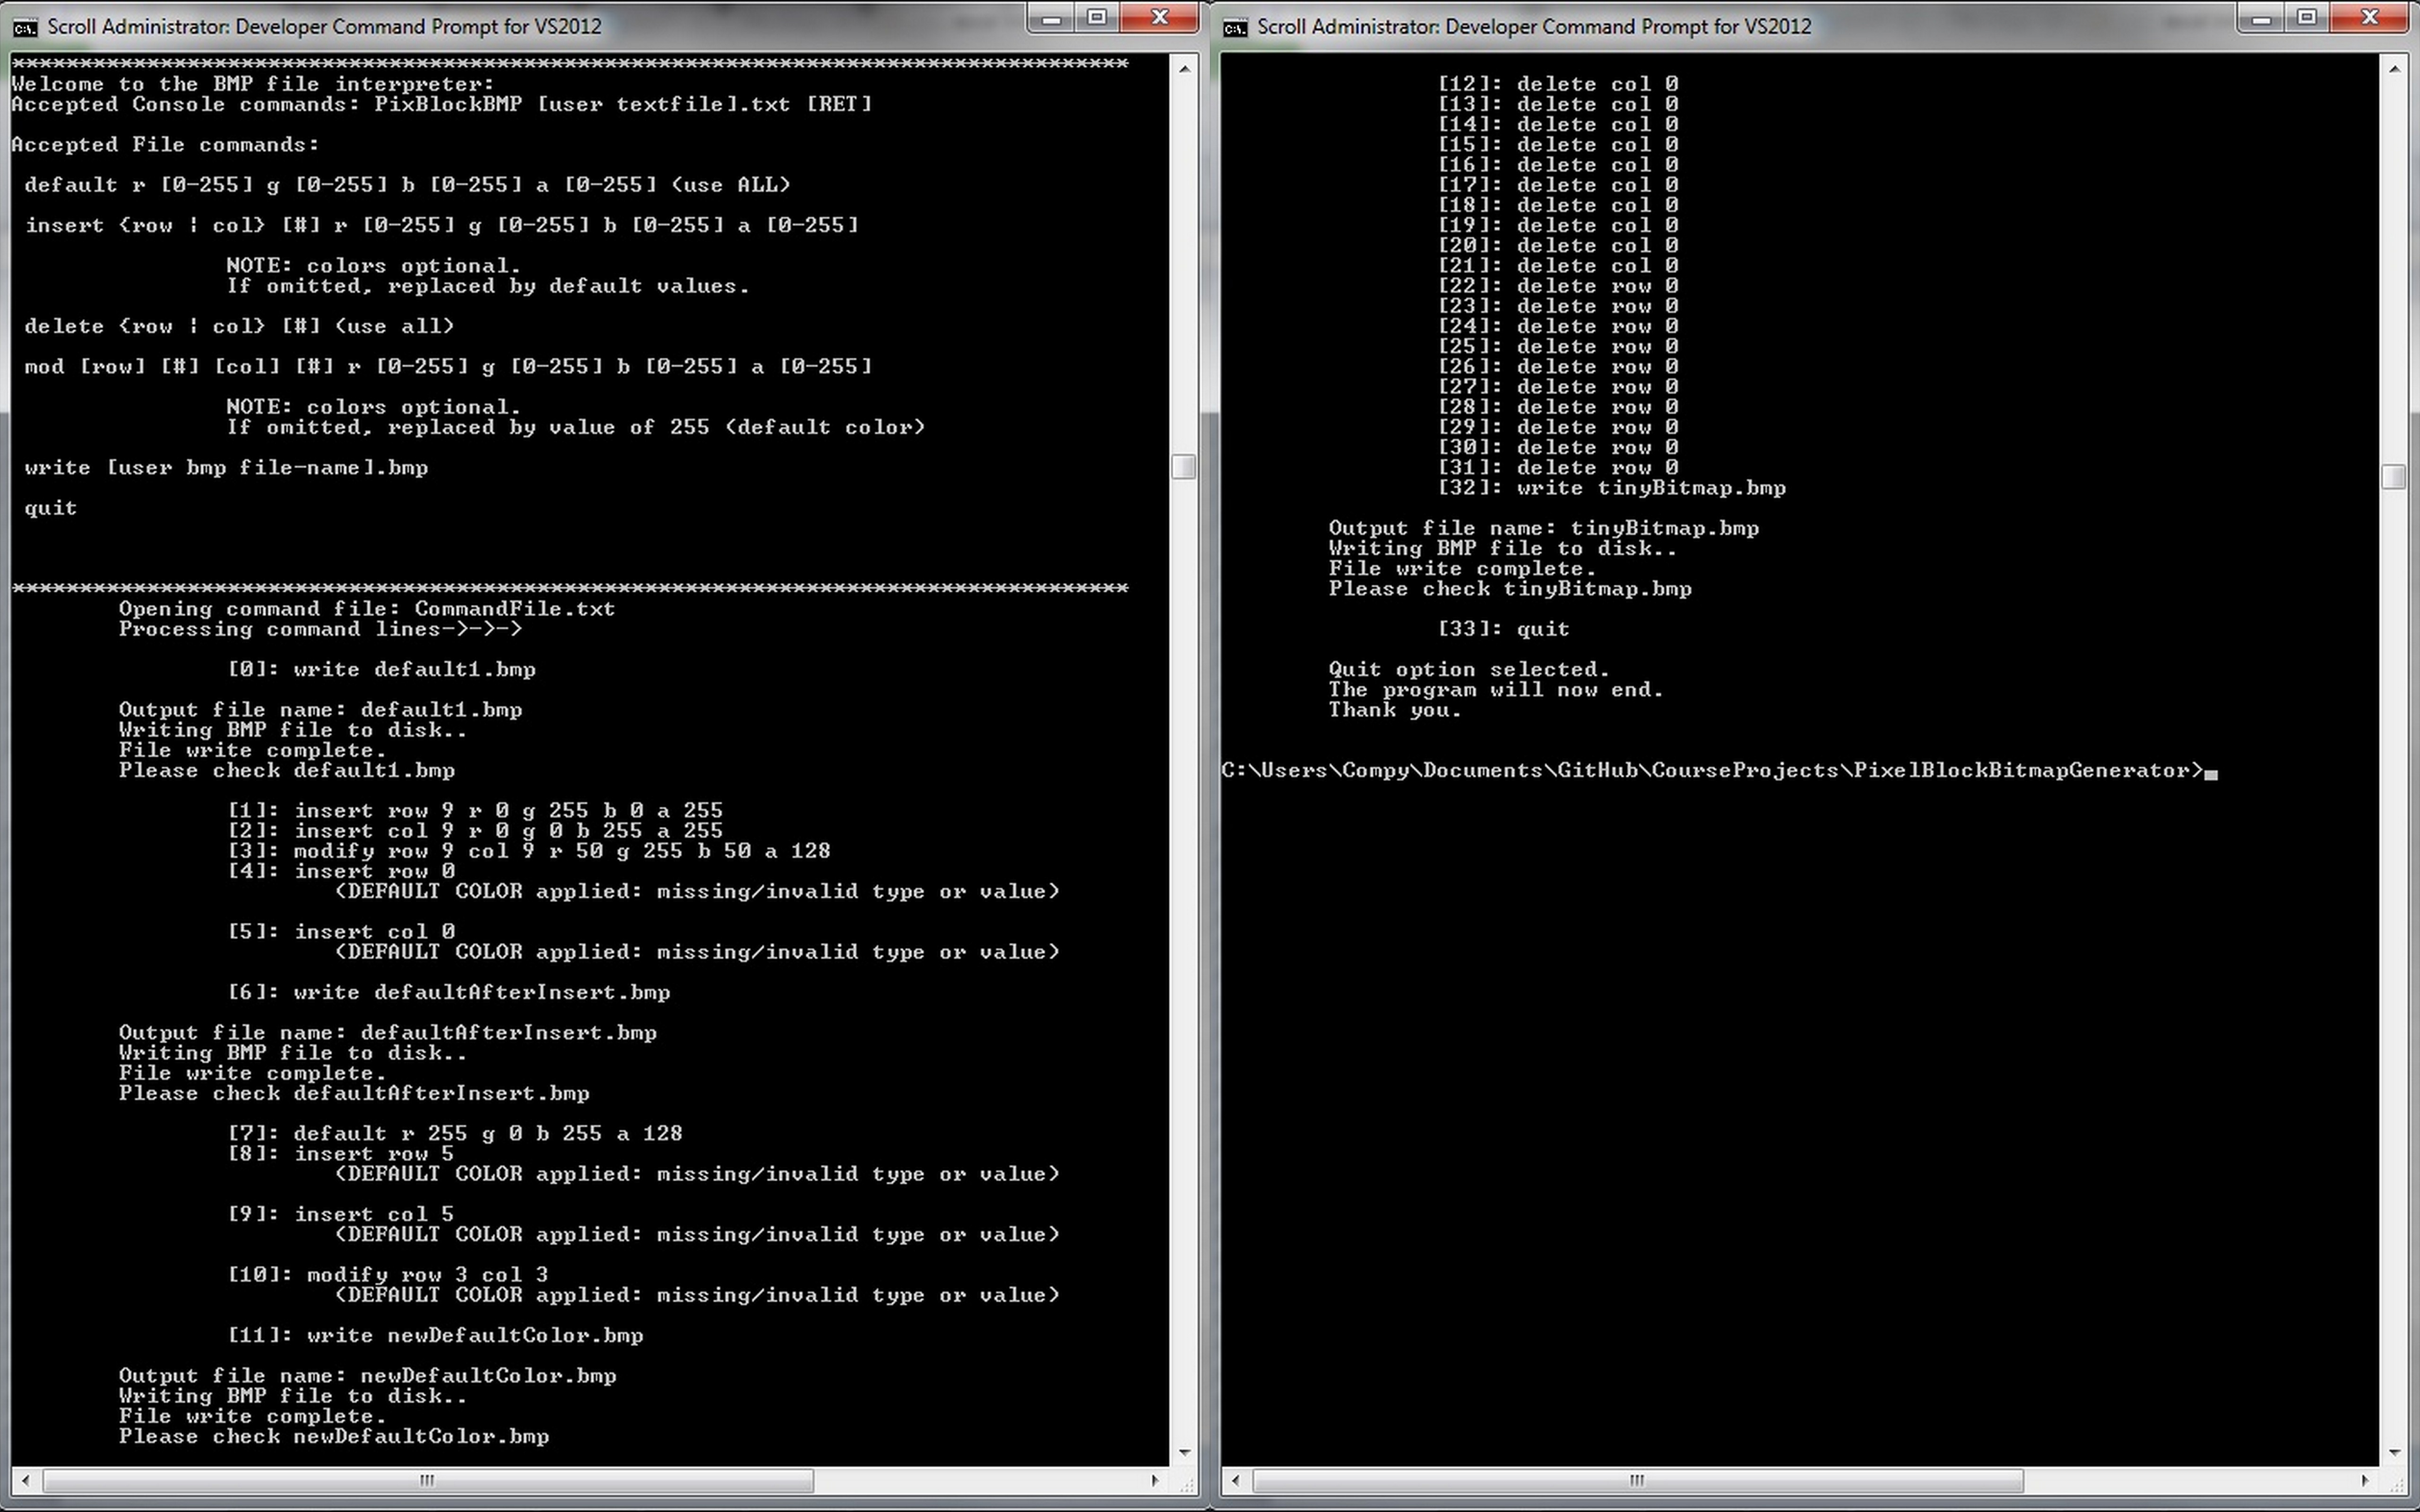 Scroll Administrator: Developer Command Prompt for VS2012
*********************************************************************************** 
Welcome to the BMP file interpreter:
Accepted Console commands: PixBlockBMP [user textfile].txt [RET]
Accepted File commands:
default r [0-255] g [0-255] b [0-255] a [0-255] (use ALL)
insert {row | col} [#] r [0-255] g [0-255] b [0-255] a [0-255]
NOTE: colors optional.
If omitted, replaced by default values.
delete {row | col} [#] (use all)
mod [row] [#] [col] [#] r [0-255] g [0-255] b [0-255] a [0-255]
NOTE: colors optional.
If omitted, replaced by value of 255 (default color)
write [user bmp file-name].bmp
quit
***********************************************************************************
Opening command file: CommandFile.txt
Processing command lines->->->
[0]: write default1.bmp
Output file name: default1.bmp
Writing BMP file to disk..
File write complete.
Please check default1.bmp
[1]: insert row 9 r 0 g 255 b 0 a 255
[2]: insert col 9 r 0 g 0 b 255 a 255
[3]: modify row 9 col 9 r 50 g 255 b 50 a 128
[4]: insert row 0
(DEFAULT COLOR applied: missing/invalid type or value)
[5]: insert col 0
(DEFAULT COLOR applied: missing/invalid type or value)
[6]: write defaultAfterInsert.bmp
Output file name: defaultAfterInsert.bmp
Writing BMP file to disk..
File write complete.
Please check defaultAfterInsert.bmp
[7]: default r 255 g 0 b 255 a 128
[8]: insert row 5
(DEFAULT COLOR applied: missing/invalid type or value)
[9]: insert col 5
(DEFAULT COLOR applied: missing/invalid type or value)
[10]: modify row 3 col 3
(DEFAULT COLOR applied: missing/invalid type or value)
[11]: write newDefaultColor.bmp
Output file name: newDefaultColor.bmp
Writing BMP file to disk..
File write complete.
Please check newDefaultColor.bmp
Scroll Administrator: Developer Command Prompt for VS2012
[12]: delete col 0
[13]: delete col 0
[14]: delete col 0
[15]: delete col 0
[16]: delete col 0
[17]: delete col 0
[18]: delete col 0
[19]: delete col 0
[20]: delete col 0
[21]: delete col 0
[22]: delete row 0
[23]: delete row 0
[24]: delete row 0
[25]: delete row 0
[26]: delete row 0
[27]: delete row 0
[28]: delete row 0
[29]: delete row 0
[30]: delete row 0
[31]: delete row 0
[32]: write tinyBitmap.bmp
Output file name: tinyBitmap.bmp
Writing BMP file to disk..
File write complete.
Please check tinyBitmap.bmp
[33]: quit
Quit option selected.
The program will now end.
Thank you.
C:\Users\Compy\Documents\GitHub\CourseProjects\PixelBlockBitmapGenerator>